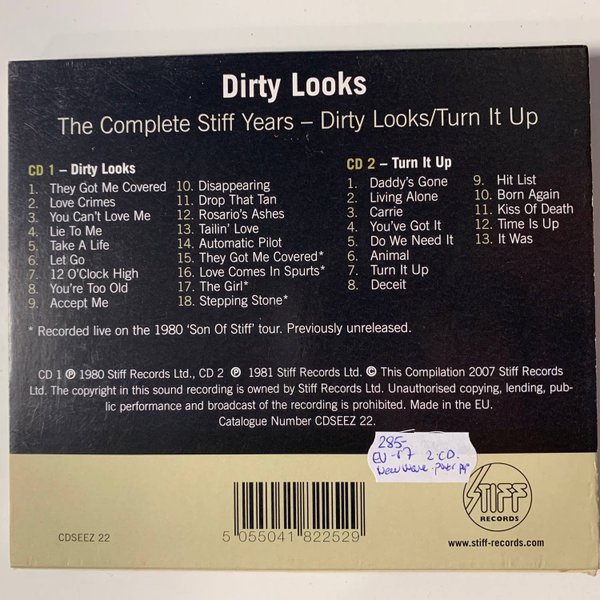 Dirty Looks
The Complete Stiff Years – Dirty Looks/Turn It Up
CD 1 – Dirty Looks
1. They Got Me Covered
2. Love Crimes
3. You Can't Love Me
4. Lie To Me
5. Take A Life
6. Let Go
7. 12 O'Clock High
8. You're Too Old
9. Accept Me
10. Disappearing
11. Drop That Tan
12. Rosario's Ashes
13. Tailin' Love
14. Automatic Pilot
15. They Got Me Covered*
16. Love Comes In Spurts*
17. The Girl*
18. Stepping Stone*
CD 2 – Turn It Up
1. Daddy's Gone
2. Living Alone
3. Carrie
4. You've Got It
5. Do We Need It
6. Animal
7. Turn It Up
8. Deceit
9. Hit List
10. Born Again
11. Kiss Of Death
12. Time Is Up
13. It Was
* Recorded live on the 1980 'Son Of Stiff' tour. Previously unreleased.
CD 1 ℗ 1980 Stiff Records Ltd., CD 2 ℗ 1981 Stiff Records Ltd. © This Compilation 2007 Stiff Records
Ltd. The copyright in this sound recording is owned by Stiff Records Ltd. Unauthorised copying, lending, pub-
lic performance and broadcast of the recording is prohibited. Made in the EU.
Catalogue Number CDSEEZ 22.
285-
EU -07 2-CD.
New Wave
CDSEEZ 22
5 055041 822529
STIFF
RECORDS
www.stiff-records.com